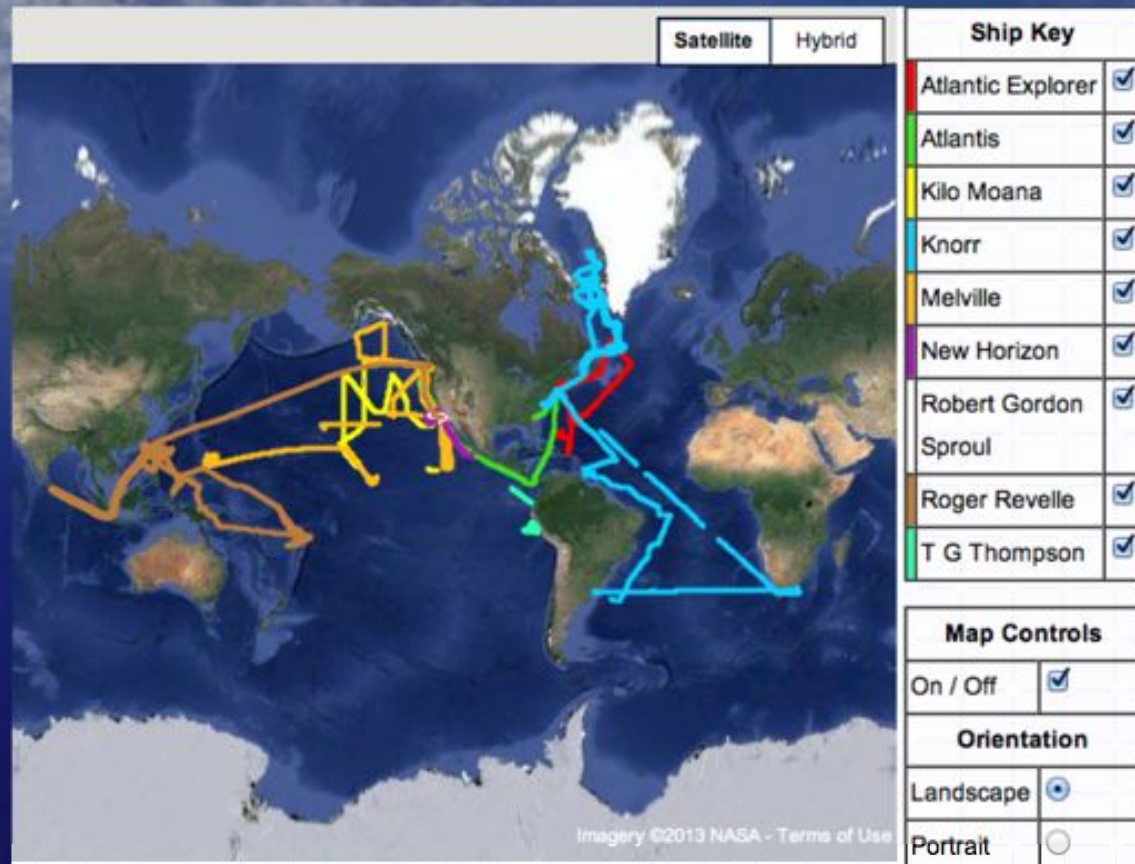 Satellite
Hybrid
Imagery ©2013 NASA - Terms of Use
Ship Key
Atlantic Explorer
Atlantis
Kilo Moana
Knorr
Melville
New Horizon
Robert Gordon
Sproul
Roger Revelle
T G Thompson
Map Controls
On / Off
Orientation
Landscape
Portrait